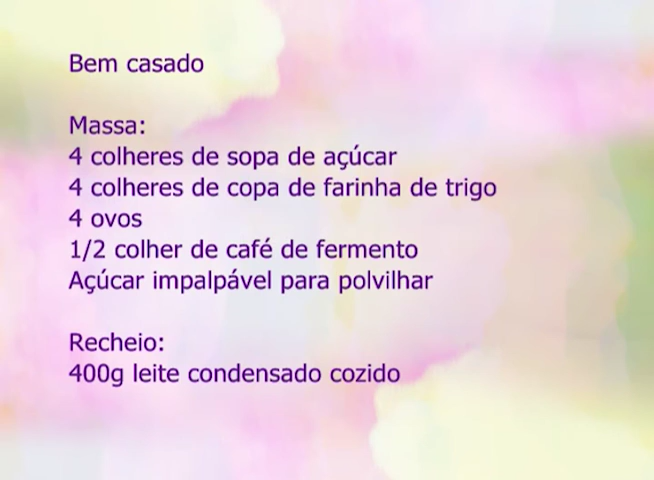 Bem casado
Massa:
4 colheres de sopa de açúcar
4 colheres de copa de farinha de trigo
4 ovos
1/2 colher de café de fermento
Açúcar impalpável para polvilhar
Recheio:
400g leite condensado cozido